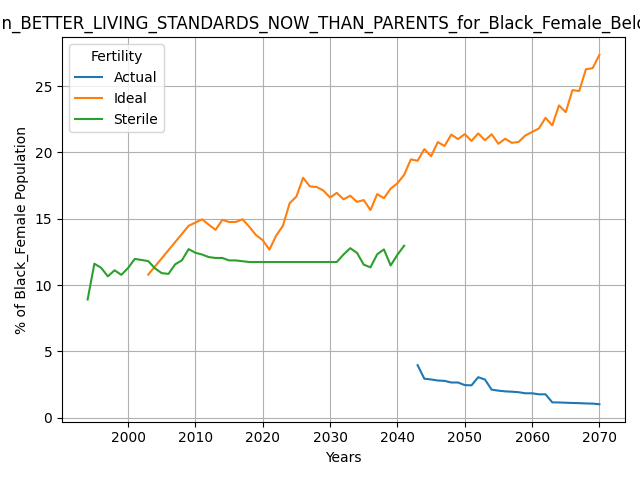 n_BETTER_LIVING_STANDARDS_NOW_THAN_PARENTS_for_Black_Female_Belo
Fertility
Actual
Ideal
Sterile
% of Black_Female Population
25
20
15
10
5
0
2000 2010 2020 2030 2040 2050 2060 2070
Years